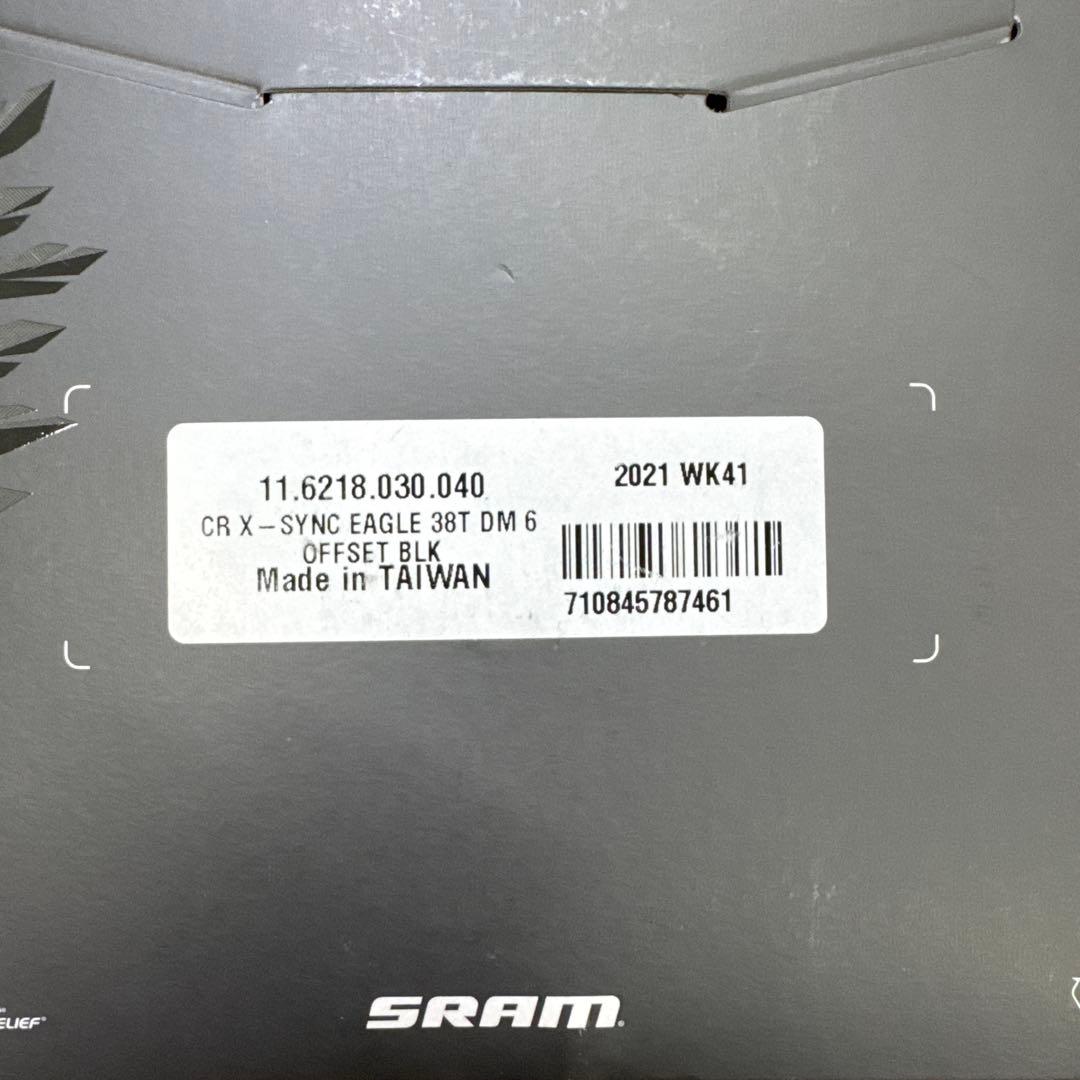 11.6218.030.040
CR X-SYNC EAGLE 38T DM 6
OFFSET BLK
Made in TAIWAN
2021 WK41
710845787461
ELIEF®
SRAM.